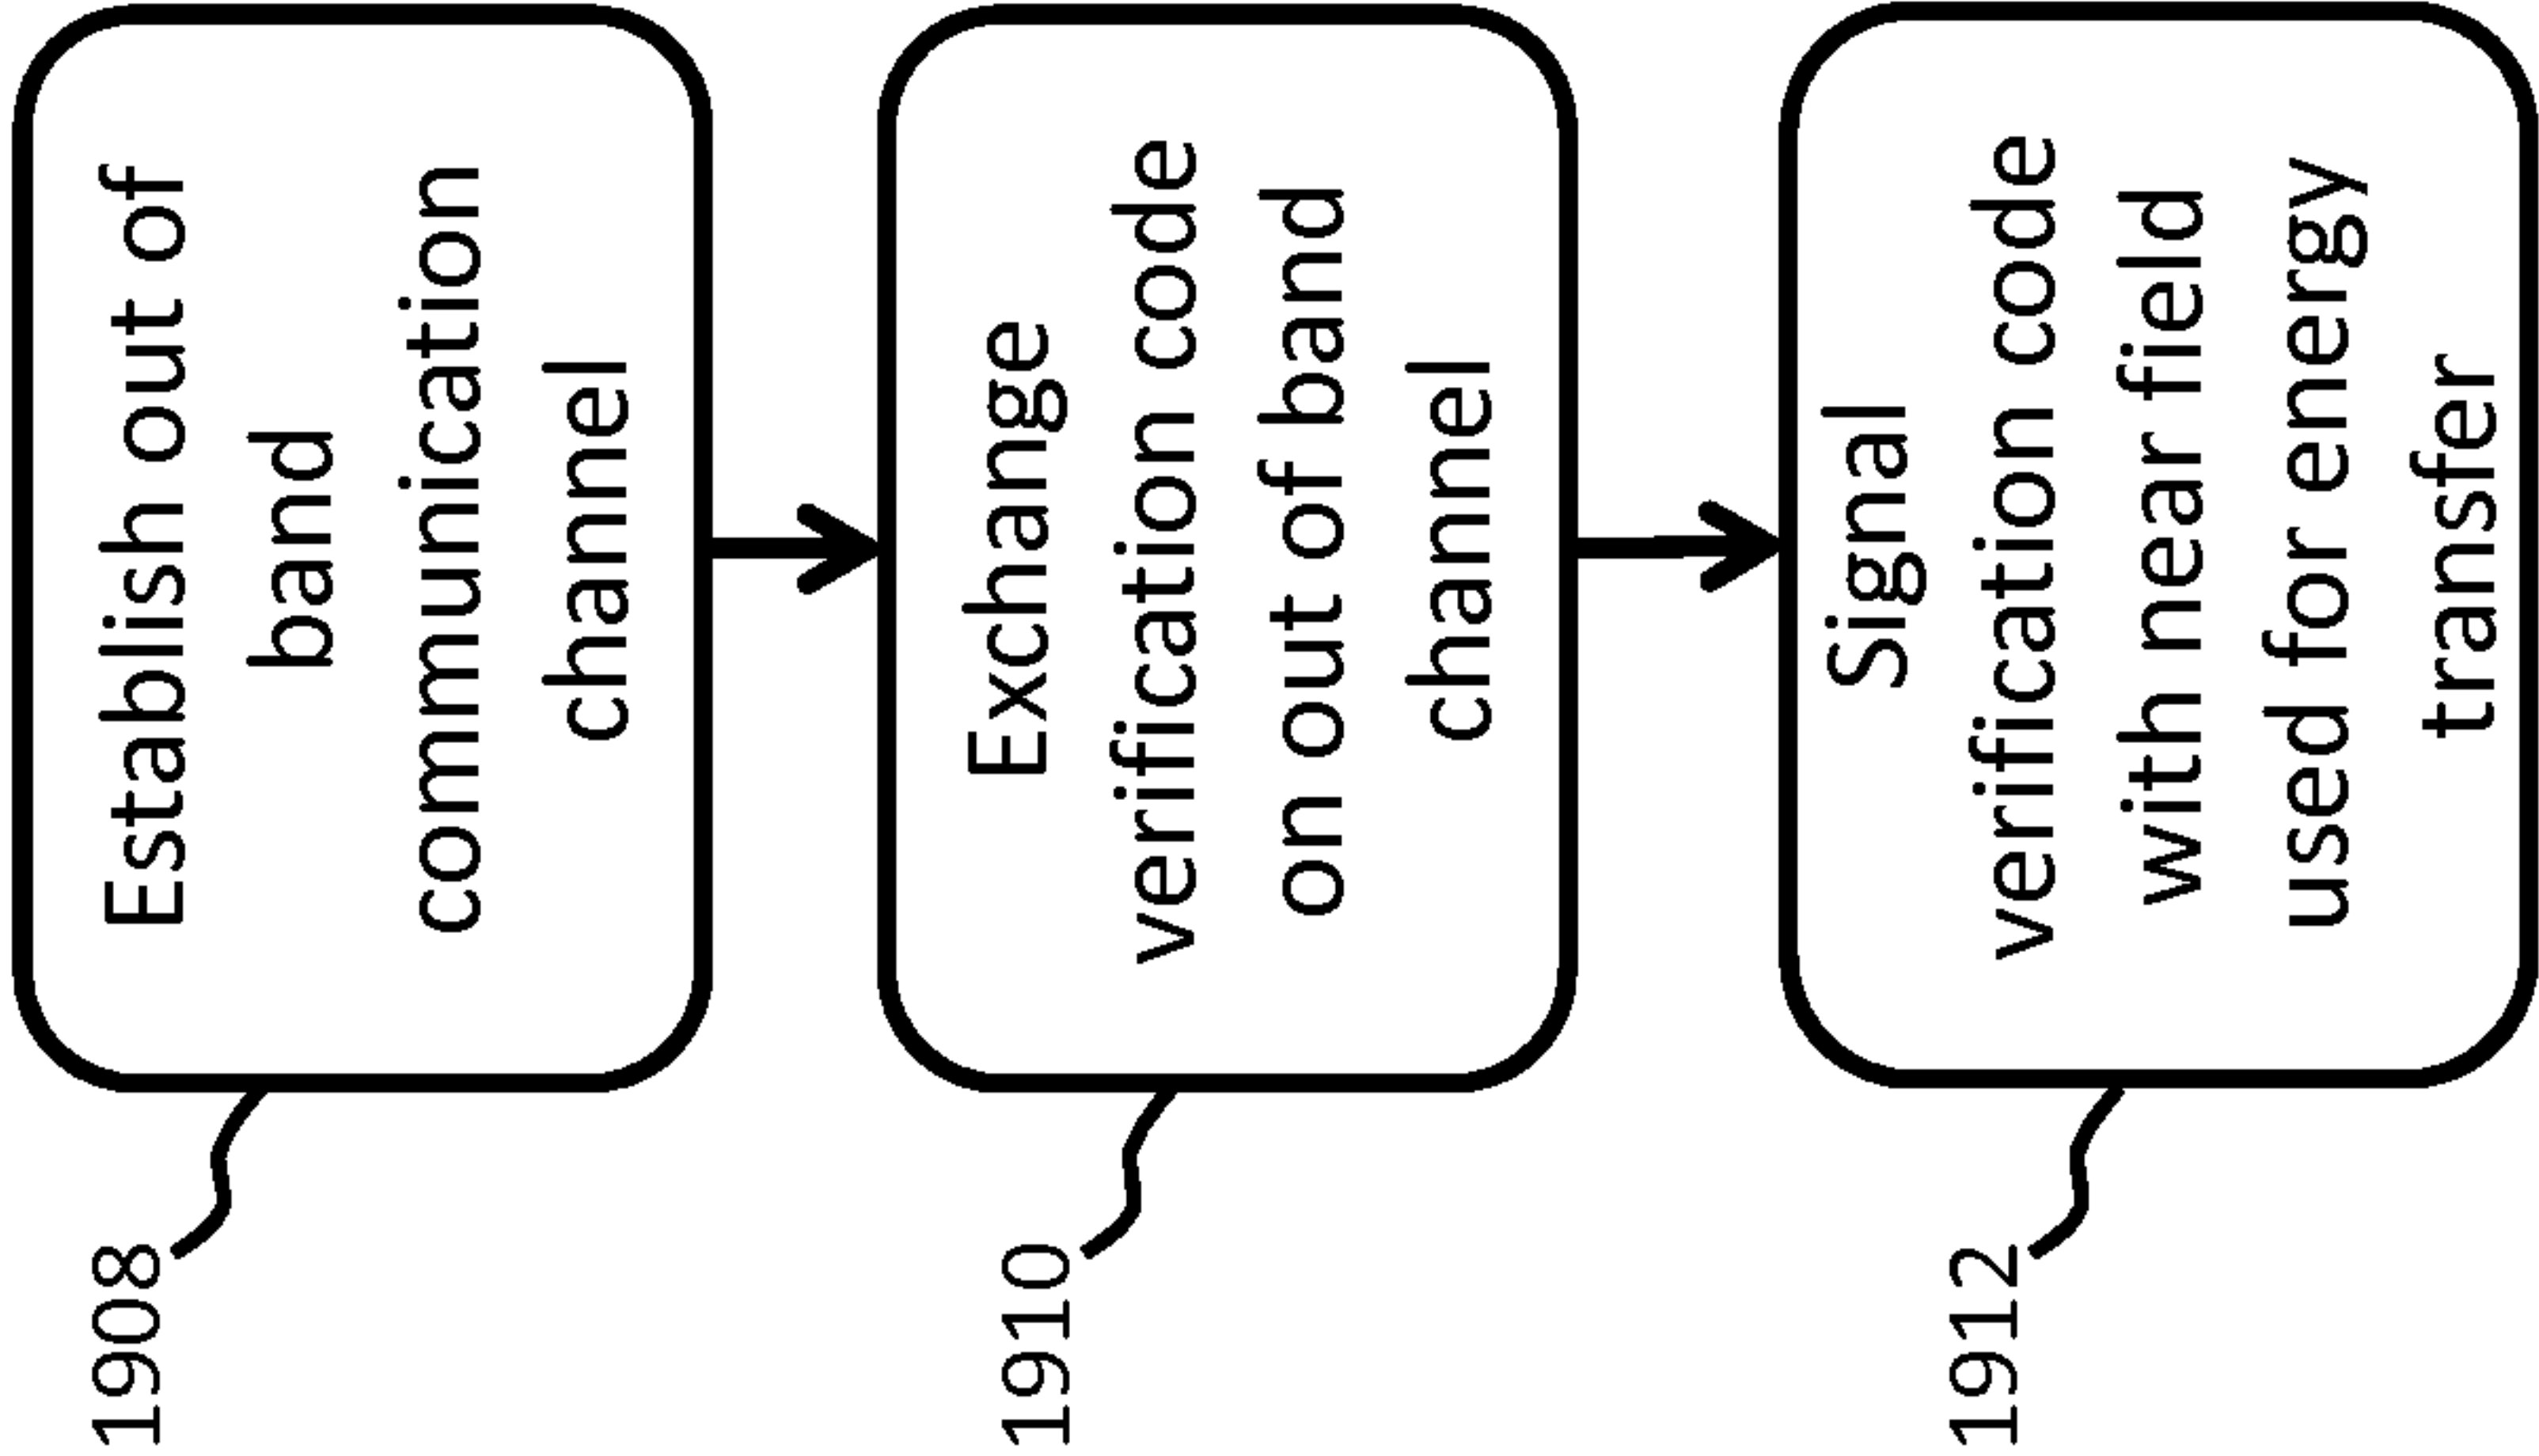 1908
Establish out of
band
communication
channel
1910
Exchange
verification code
on out of band
channel
1912
Signal
verification code
with near field
used for energy
transfer